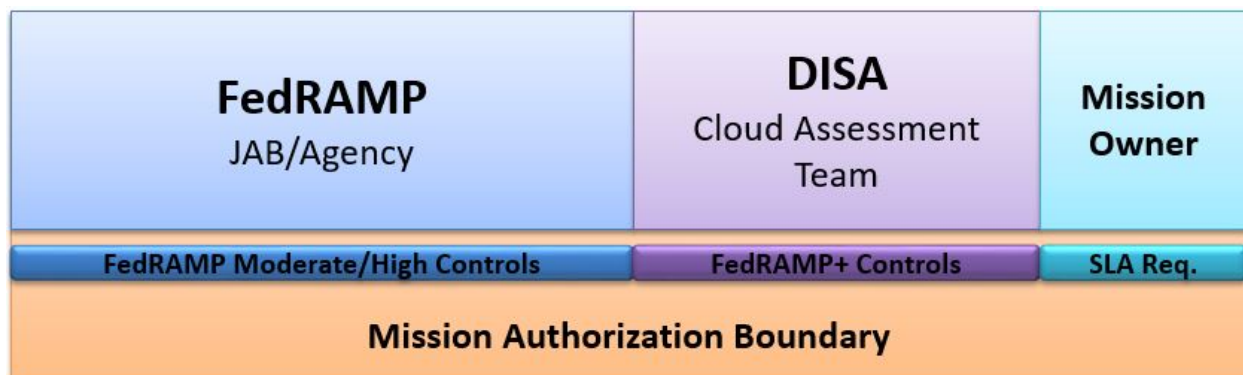 FedRAMP
JAB/Agency
DISA
Cloud Assessment
Team
Mission
Owner
FedRAMP Moderate/High Controls
FedRAMP+ Controls
SLA Req.
Mission Authorization Boundary